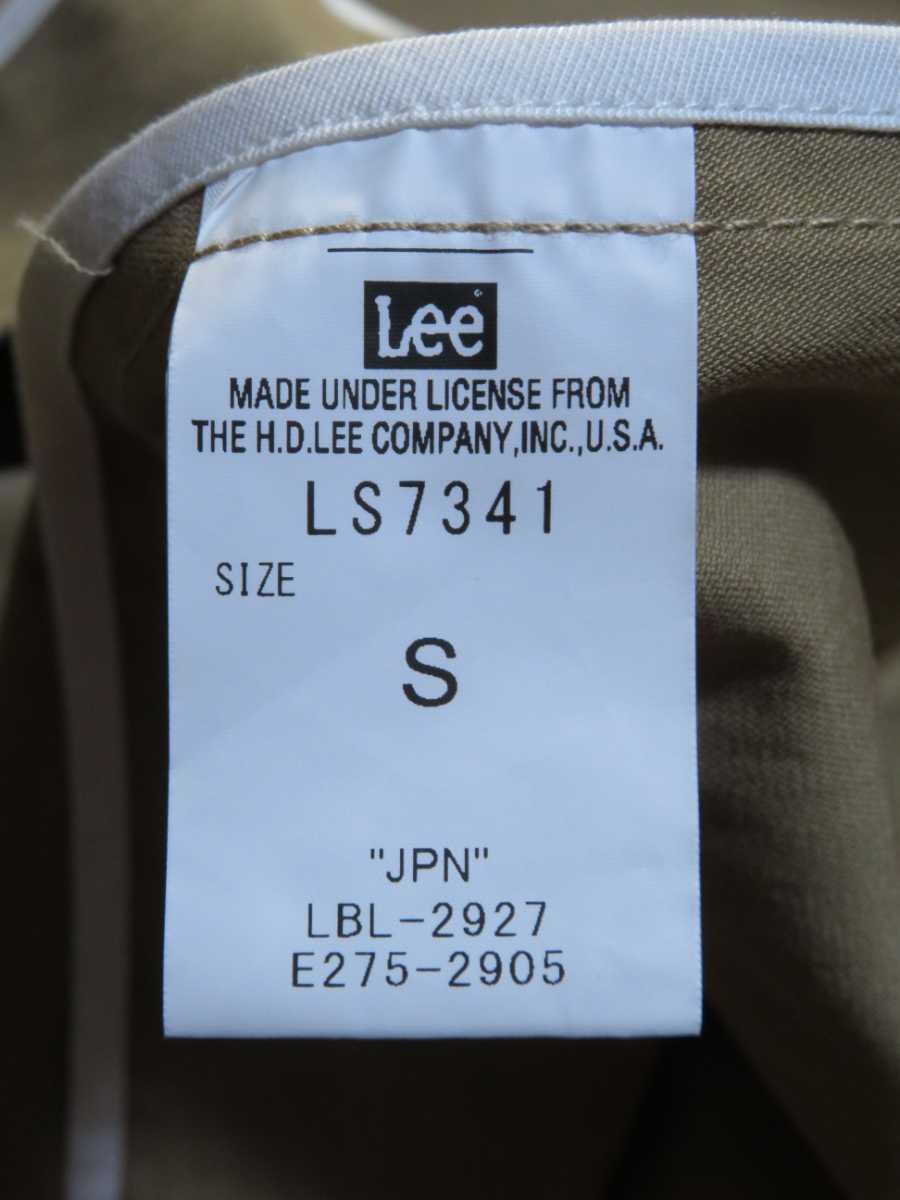 Lee
MADE UNDER LICENSE FROM
THE H.D.LEE COMPANY,INC.,U.S.A.
LS7341
SIZE
S
"JPN"
LBL-2927
E275-2905